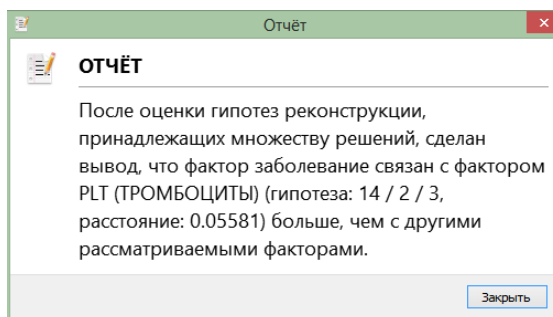 Отчёт
ОТЧЁТ
После оценки гипотез реконструкции,
принадлежащих множеству решений, сделан
вывод, что фактор заболевание связан с фактором
PLT (ТРОМБОЦИТЫ) (гипотеза: 14 / 2 / 3,
расстояние: 0.05581) больше, чем с другими
рассматриваемыми факторами.
Закрыть